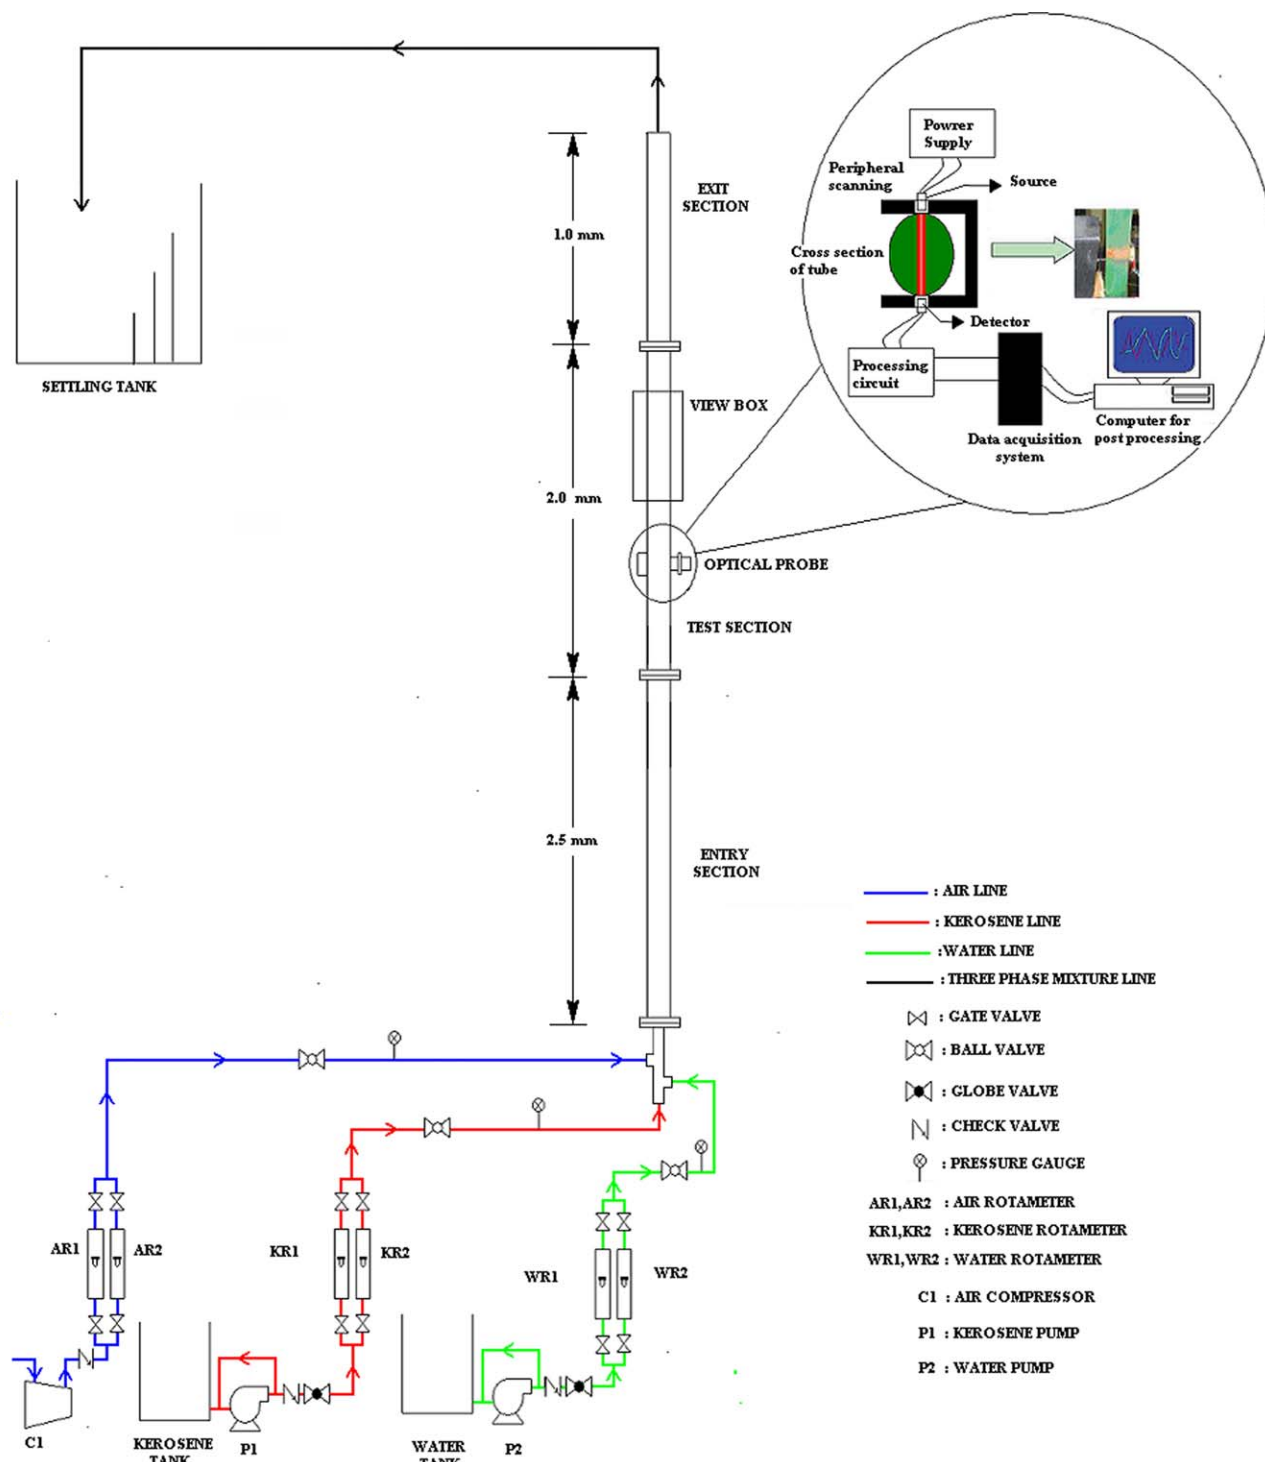 Powrer
Supply
Peripheral
scanning
Source
EXIT
SECTION
1.0 mm
Cross section
of tube
Detector
Processing
circuit
SETTLING TANK
VIEW BOX
Computer for
post processing
Data acquisition
system
2.0 mm
OPTICAL PROBE
TEST SECTION
2.5 mm
ENTRY
SECTION
: AIR LINE
: KEROSENE LINE
:WATER LINE
: THREE PHASE MIXTURE LINE
: GATE VALVE
: BALL VALVE
: GLOBE VALVE
: CHECK VALVE
: PRESSURE GAUGE
AR1,AR2 : AIR ROTAMETER
KR1,KR2 : KEROSENE ROTAMETER
WR1,WR2 : WATER ROTAMETER
C1 : AIR COMPRESSOR
P1 : KEROSENE PUMP
P2 : WATER PUMP
AR1
AR2
KR1
KR2
WR1
WR2
C1
KEROSENE
TANK
P1
WATER
TANK
P2